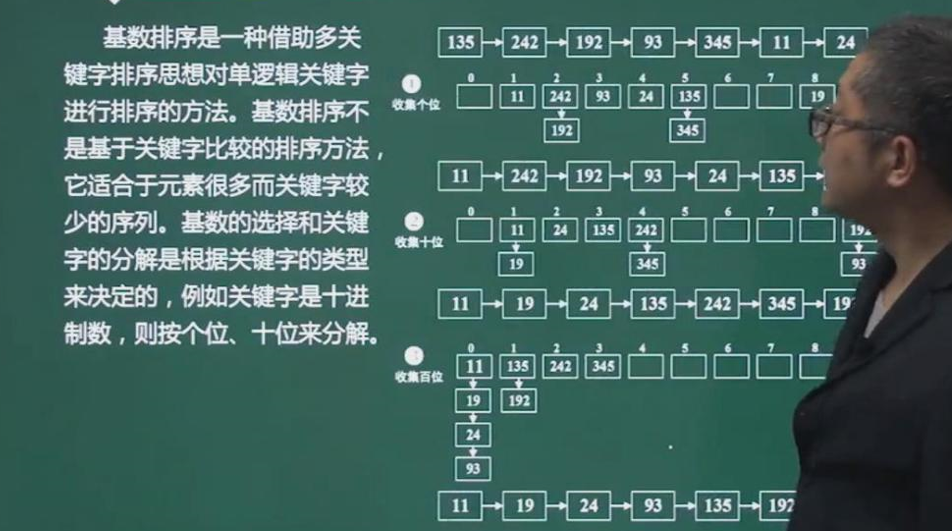 基数排序是一种借助多关
键字排序思想对单逻辑关键字
进行排序的方法。基数排序不
是基于关键字比较的排序方法，
它适合于元素很多而关键字较
少的序列。基数的选择和关键
字的分解是根据关键字的类型
来决定的，例如关键字是十进
制数，则按个位、十位来分解。
135 242 192 93 345 11 24
1
收集个位
0 1 2 3 4 5 6 7 8
11 242 93 24 135 19
192 345
11 242 192 93 24 135
2
收集十位
0 1 2 3 4 5 6 7 8
11 24 135 242 192
19 345 93
11 19 24 135 242 345 19
3
收集百位
0 1 2 3 4 5 6 7 8
11 135 242 345
19 192
24
93
11 19 24 93 135 192